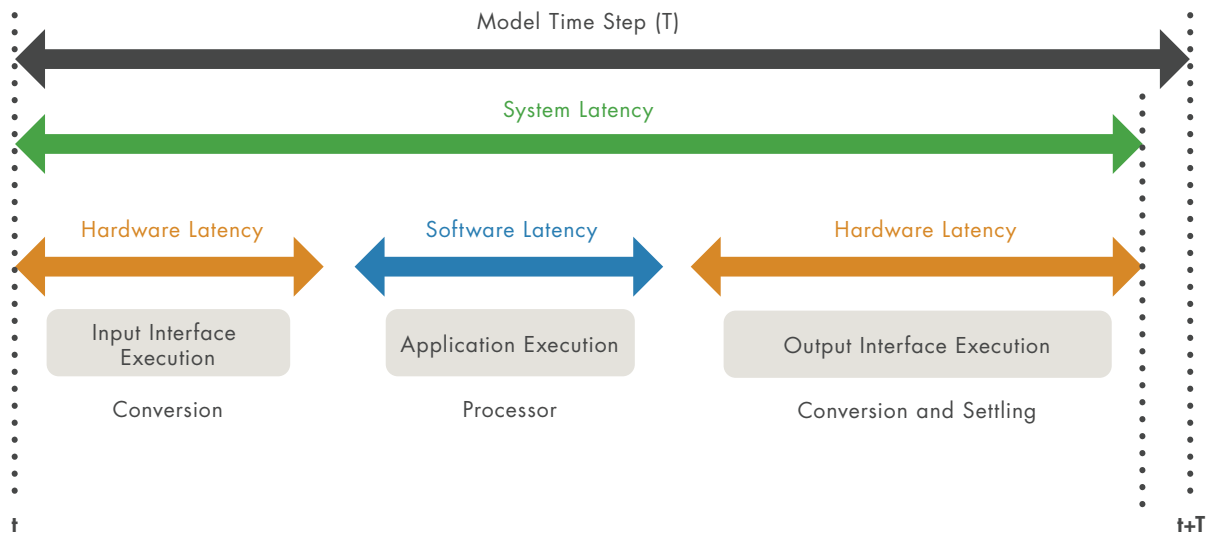 Model Time Step (T)
System Latency
Hardware Latency
Software Latency
Hardware Latency
Input Interface
Execution
Application Execution
Output Interface Execution
Conversion
Processor
Conversion and Settling
t
t+T